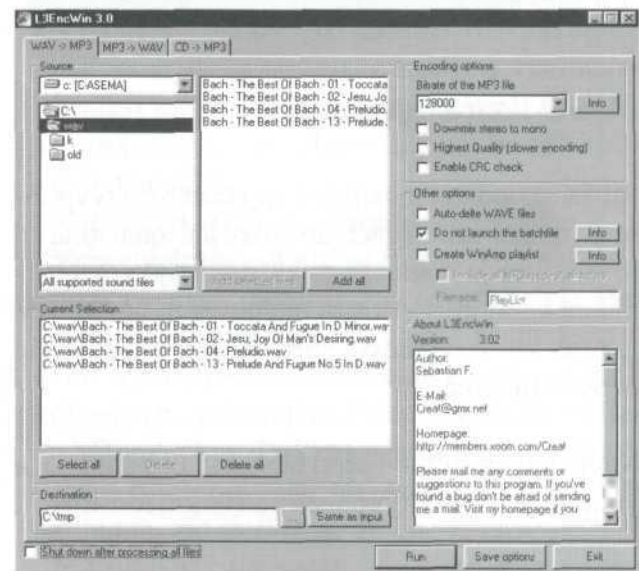 L3EncWin 3.0
WAV -> MP3 MP3 -> WAV CD -> MP3
Source
c: [C-ASEMA]
C:\
wav
k
old
All supported sound files
Bach - The Best Of Bach - 01 - Toccata
Bach - The Best Of Bach - 02 - Jesu, Jo
Bach - The Best Of Bach - 04 - Preludio.
Bach - The Best Of Bach - 13 - Prelude.
Add selected files Add all
Current Selection
C:\wav\Bach - The Best Of Bach - 01 - Toccata And Fugue In D Minor.wav
C:\wav\Bach - The Best Of Bach - 02 - Jesu, Joy Of Man's Desiring.wav
C:\wav\Bach - The Best Of Bach - 04 - Preludio.wav
C:\wav\Bach - The Best Of Bach - 13 - Prelude And Fugue No.5 In D.wav
Select all Delete Delete all
Destination
C:\tmp ... Same as input
Encoding options
Bitrate of the MP3 file
128000 Info
Downmix stereo to mono
Highest Quality (slower encoding)
Enable CRC check
Other options
Auto-delte WAVE files
Do not launch the batchfile Info
Create WinAmp playlist Info
Include all
Filename: PlayList
About L3EncWin
Version: 3.02
Author:
Sebastian F.
E-Mail:
Creat@gmx.net
Homepage:
http://members.xoom.com/Creat
Please mail me any comments or
suggestions to this program. If you've
found a bug don't be afraid of sending
me a mail. Visit my homepage if you
Shut down after processing all files
Run Save options Exit